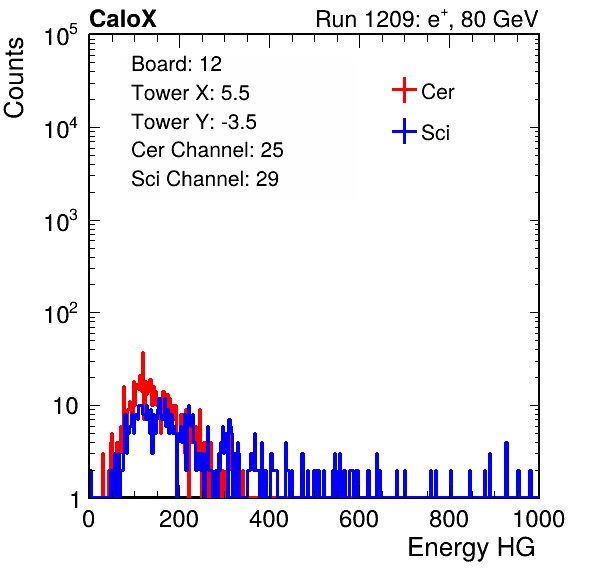 CaloX Run 1209: e⁺, 80 GeV
Board: 12
Tower X: 5.5
Tower Y: -3.5
Cer Channel: 25
Sci Channel: 29
Cer
Sci
Counts
10⁵
10⁴
10³
10²
10
1
0 200 400 600 800 1000
Energy HG